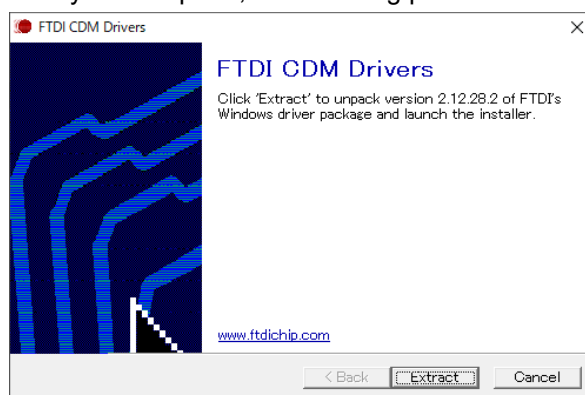 FTDI CDM Drivers
FTDI CDM Drivers
Click 'Extract' to unpack version 2.12.28.2 of FTDI's
Windows driver package and launch the installer.
www.ftdichip.com
< Back
Extract
Cancel